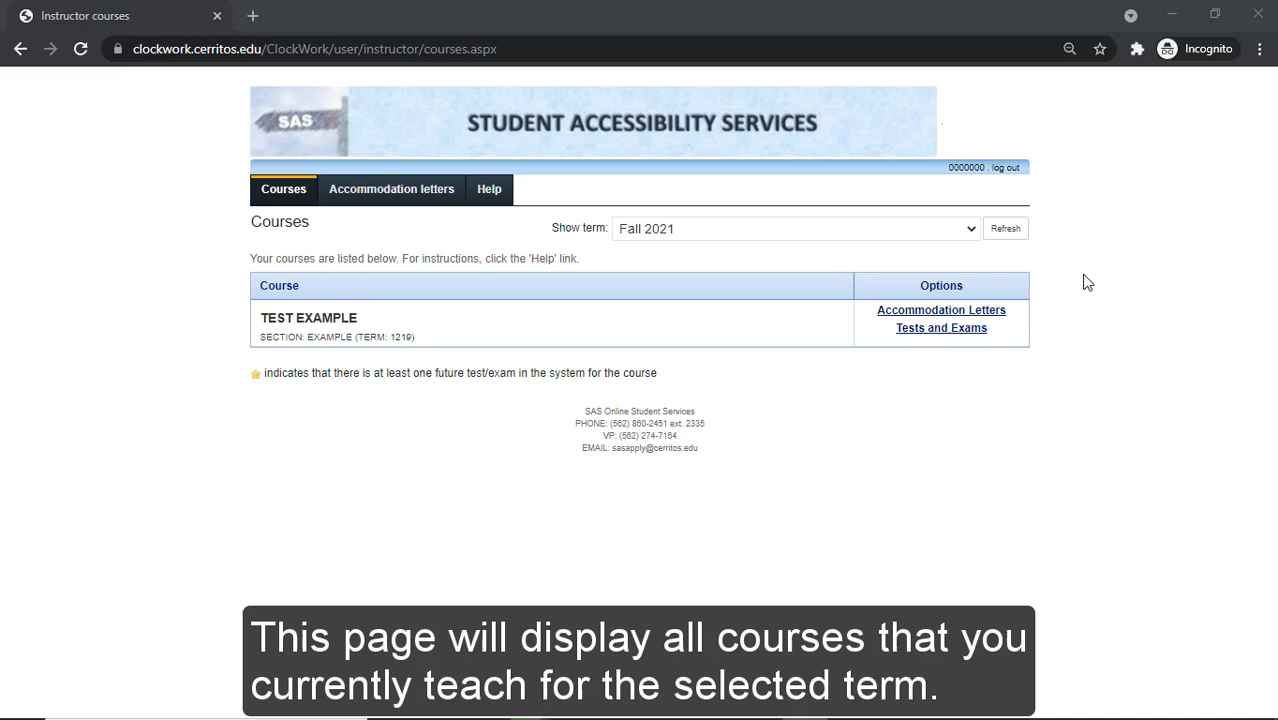 Instructor courses
clockwork.cerritos.edu/ClockWork/user/instructor/courses.aspx
Incognito
SAS
STUDENT ACCESSIBILITY SERVICES
0000000 . log out
Courses
Accommodation letters
Help
Courses
Show term:
Fall 2021
Refresh
Your courses are listed below. For instructions, click the 'Help' link.
Course
Options
TEST EXAMPLE
Accommodation Letters
Tests and Exams
SECTION: EXAMPLE (TERM: 1219)
indicates that there is at least one future test/exam in the system for the course
SAS Online Student Services
PHONE: (562) 860-2451 ext. 2335
VP: (562) 274-7164
EMAIL: sasapply@cerritos.edu
This page will display all courses that you
currently teach for the selected term.